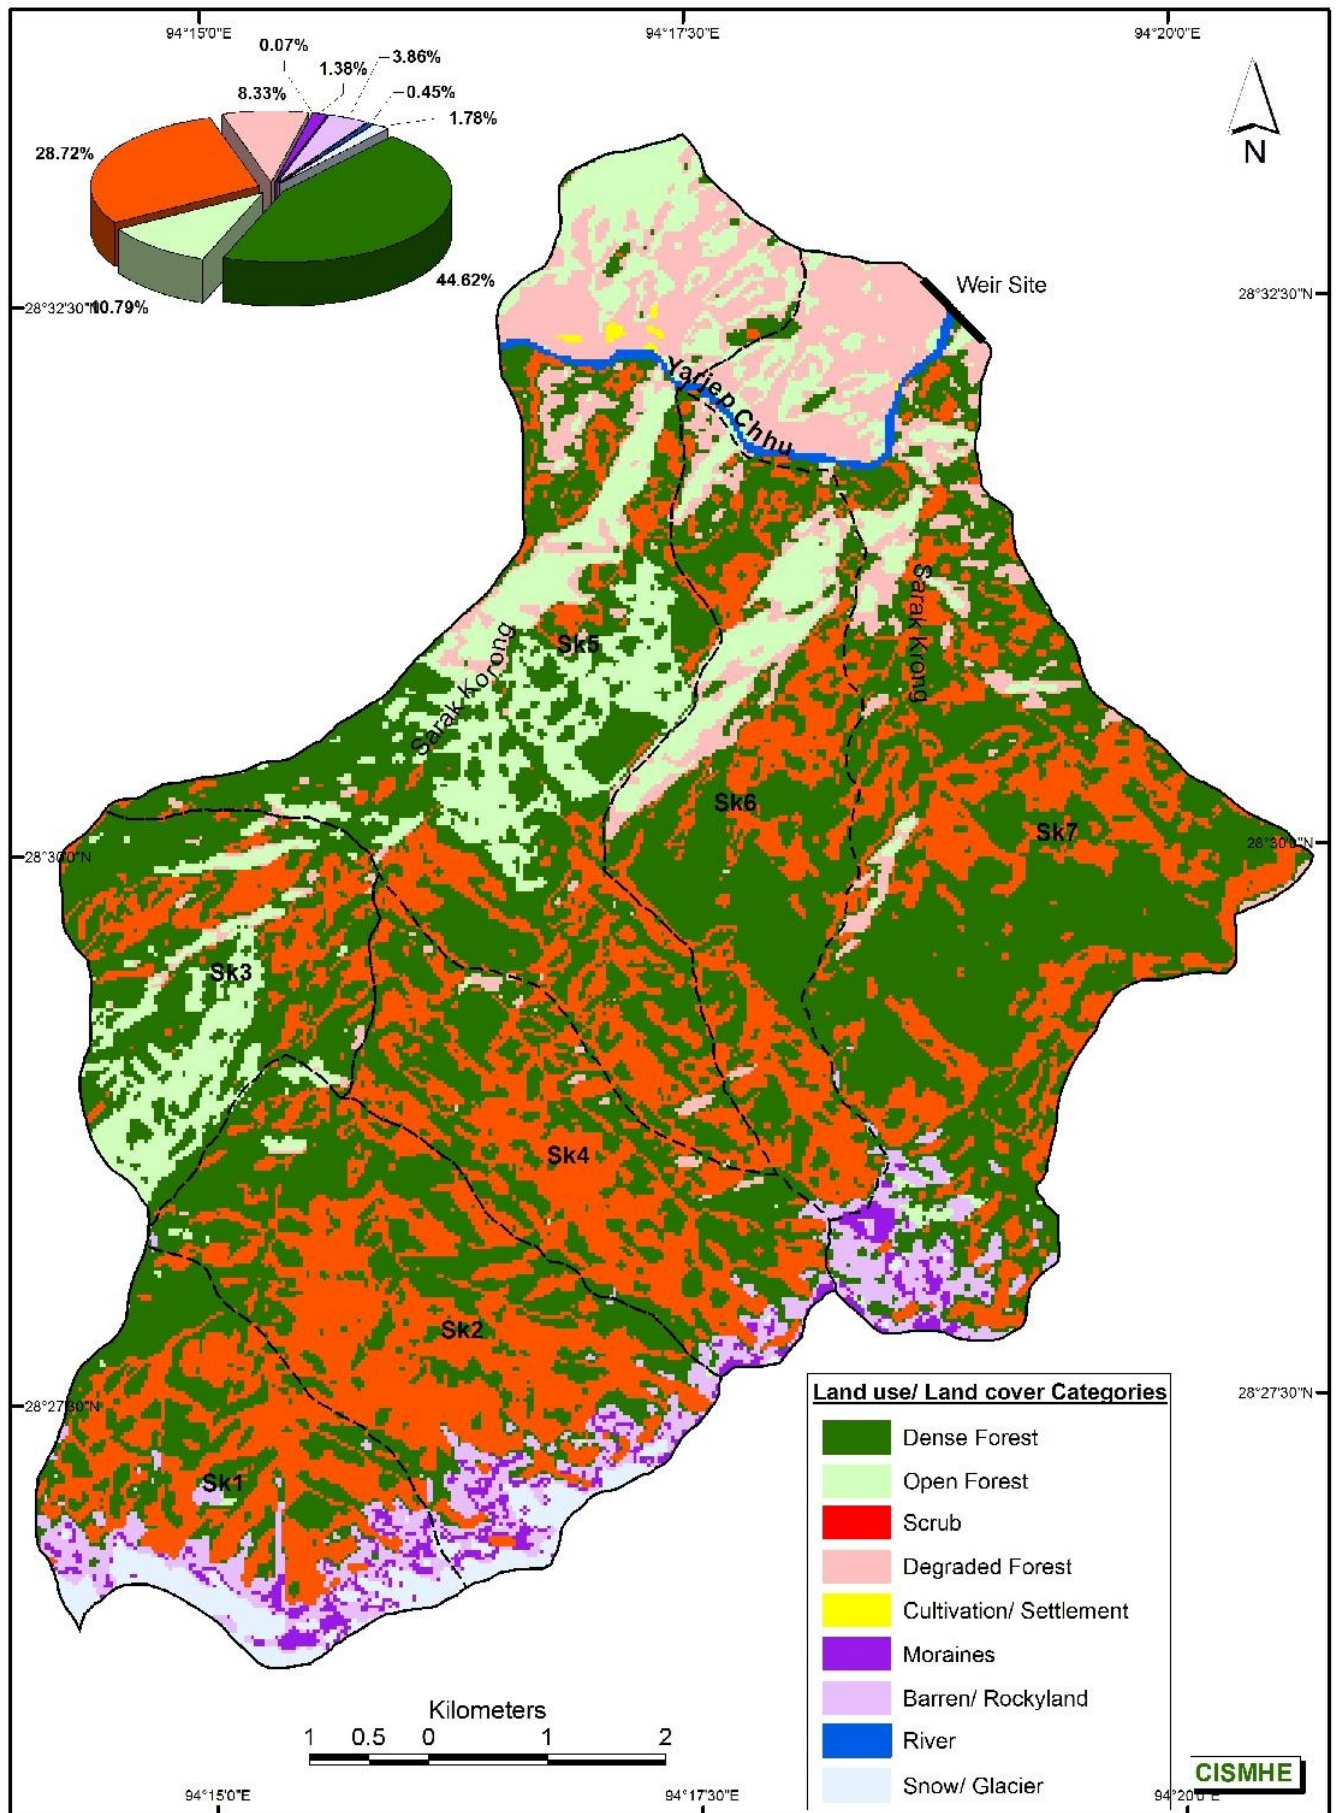 94°15'0"E 94°17'30"E 94°20'0"E
0.07%
1.38%
3.86%
8.33%
0.45%
1.78%
28.72%
44.62%
10.79%
N
Weir Site
28°32'30"N 28°32'30"N
Yarjep Chhu
Sarak Korong
Sarak Krong
Sk5
Sk6
Sk7
28°30'0"N 28°30'0"N
Sk3
Sk4
Sk2
Sk1
28°27'30"N 28°27'30"N
Land use/ Land cover Categories
Dense Forest
Open Forest
Scrub
Degraded Forest
Cultivation/ Settlement
Moraines
Barren/ Rockyland
River
Snow/ Glacier
Kilometers
1 0.5 0 1 2
CISMHE
94°15'0"E 94°17'30"E 94°20'0"E